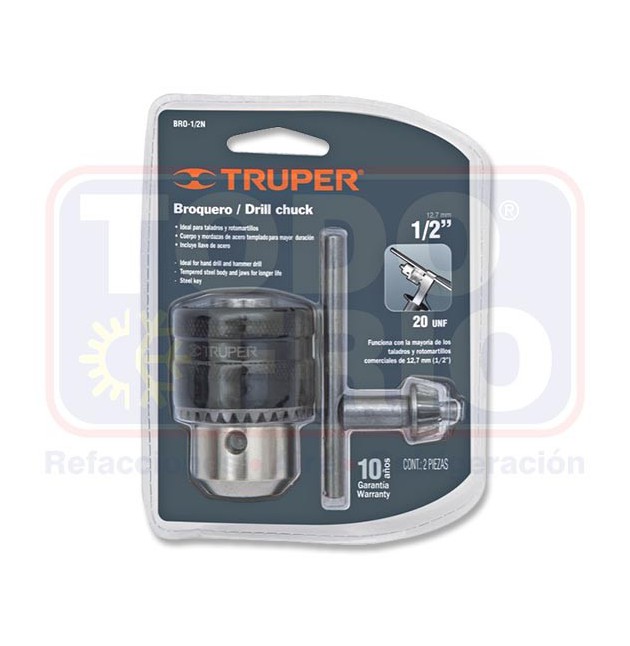 BRO-1/2N
TRUPER®
Broquero / Drill chuck
• Ideal para taladros y rotomartillos
• Cuerpo y mordazas de acero templado para mayor duración
• Incluye llave de acero
- Ideal for hand drill and hammer drill
- Tempered steel body and jaws for longer life
- Steel key
12,7 mm
1/2”
20 UNF
Funciona con la mayoría de los
taladros y rotomartillos
comerciales de 12,7 mm (1/2")
TRUPER
10 años
Garantía
Warranty
CONT.: 2 PIEZAS
TODO
®
Refacci
eración